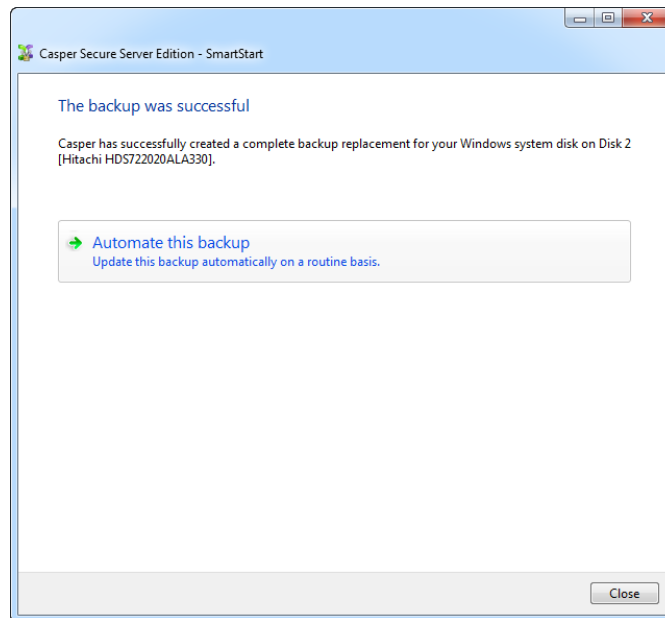 Casper Secure Server Edition - SmartStart
The backup was successful
Casper has successfully created a complete backup replacement for your Windows system disk on Disk 2
[Hitachi HDS722020ALA330].
Automate this backup
Update this backup automatically on a routine basis.
Close